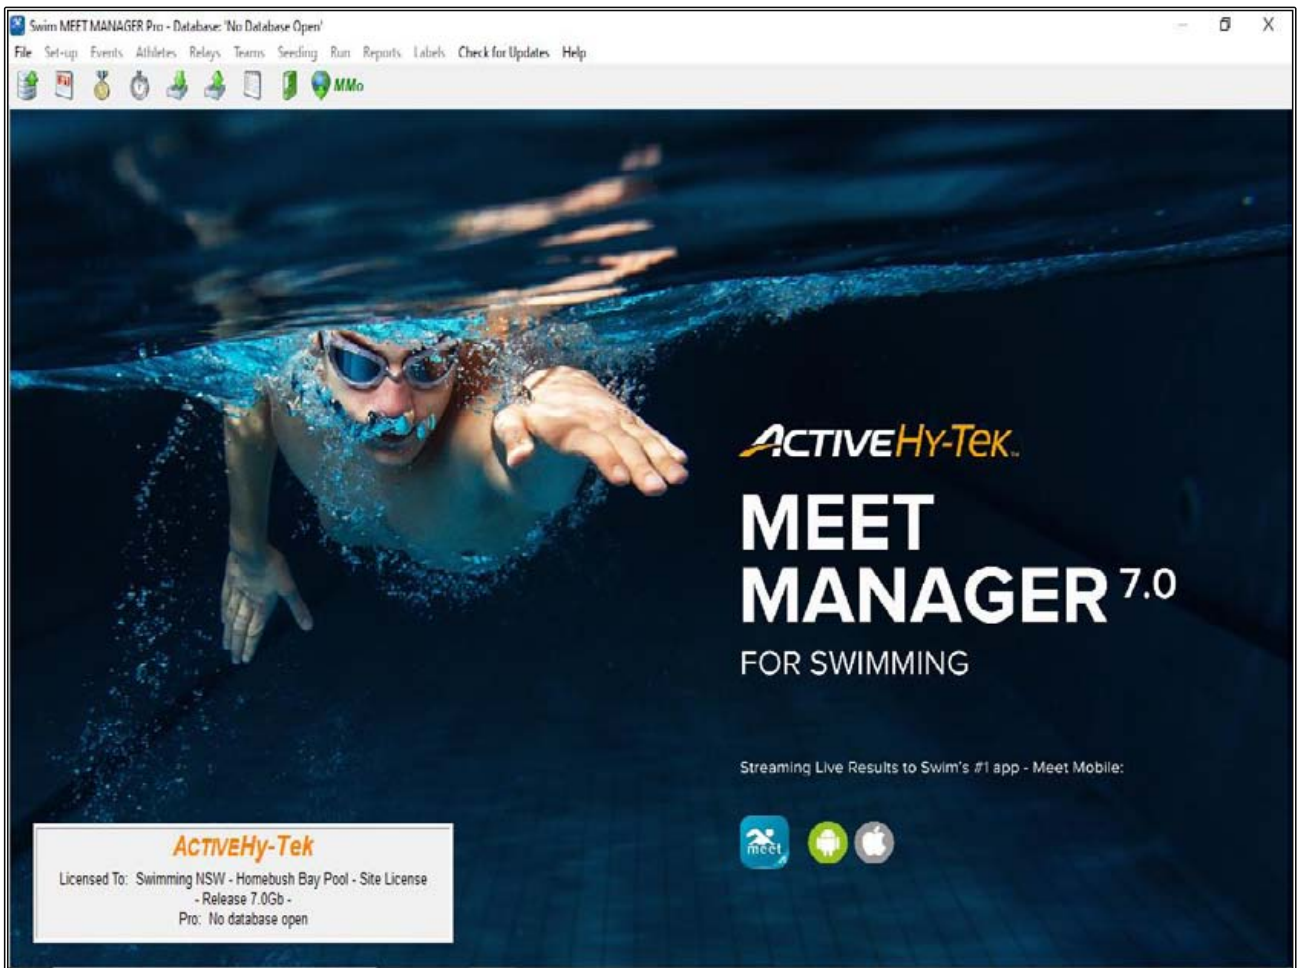 Swim MEET MANAGER Pro - Database: 'No Database Open'
File Set-up Events Athletes Relays Teams Seeding Run Reports Labels Check for Updates Help
MMo
ACTIVEHY-TEK™
MEET
MANAGER 7.0
FOR SWIMMING
Streaming Live Results to Swim's #1 app - Meet Mobile:
meet
ACTIVEHy-Tek
Licensed To: Swimming NSW - Homebush Bay Pool - Site License
- Release 7.0Gb -
Pro: No database open